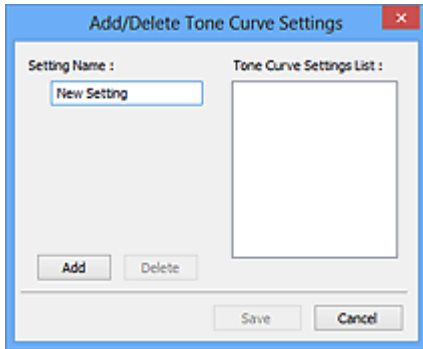 Add/Delete Tone Curve Settings
Setting Name :
Tone Curve Settings List :
New Setting
Add
Delete
Save
Cancel